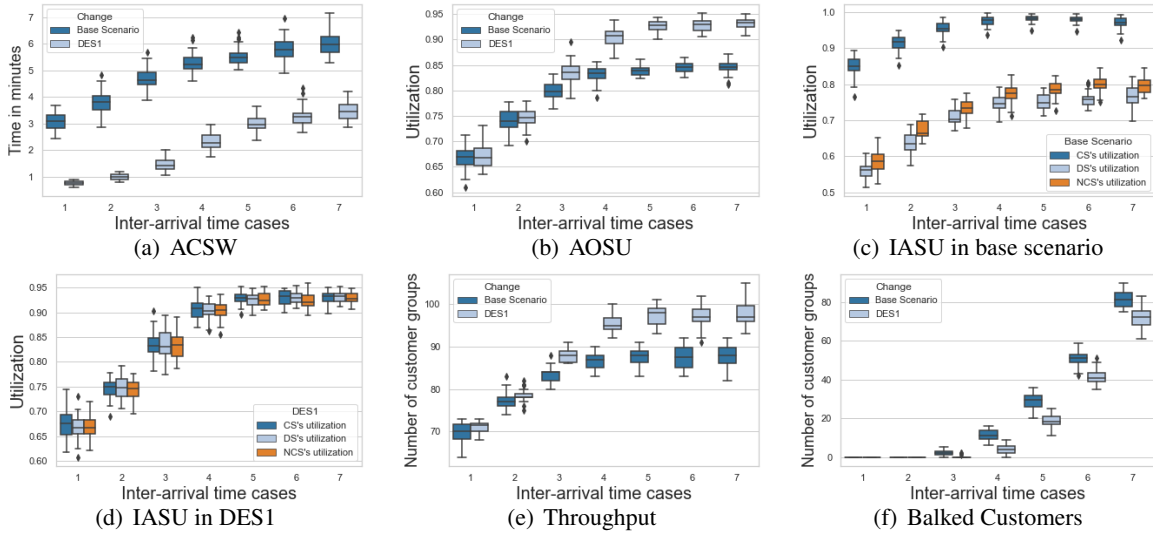 Change
Base Scenario
DES1
Time in minutes
7
6
5
4
3
2
1
1 2 3 4 5 6 7
Inter-arrival time cases
(a) ACSW
Change
Base Scenario
DES1
Utilization
0.95
0.90
0.85
0.80
0.75
0.70
0.65
0.60
1 2 3 4 5 6 7
Inter-arrival time cases
(b) AOSU
Utilization
1.0
0.9
0.8
0.7
0.6
0.5
Base Scenario
CS's utilization
DS's utilization
NCS's utilization
1 2 3 4 5 6 7
Inter-arrival time cases
(c) IASU in base scenario
Utilization
0.95
0.90
0.85
0.80
0.75
0.70
0.65
0.60
DES1
CS's utilization
DS's utilization
NCS's utilization
1 2 3 4 5 6 7
Inter-arrival time cases
(d) IASU in DES1
Change
Base Scenario
DES1
Number of customer groups
100
90
80
70
1 2 3 4 5 6 7
Inter-arrival time cases
(e) Throughput
Change
Base Scenario
DES1
Number of customer groups
80
60
40
20
0
1 2 3 4 5 6 7
Inter-arrival time cases
(f) Balked Customers